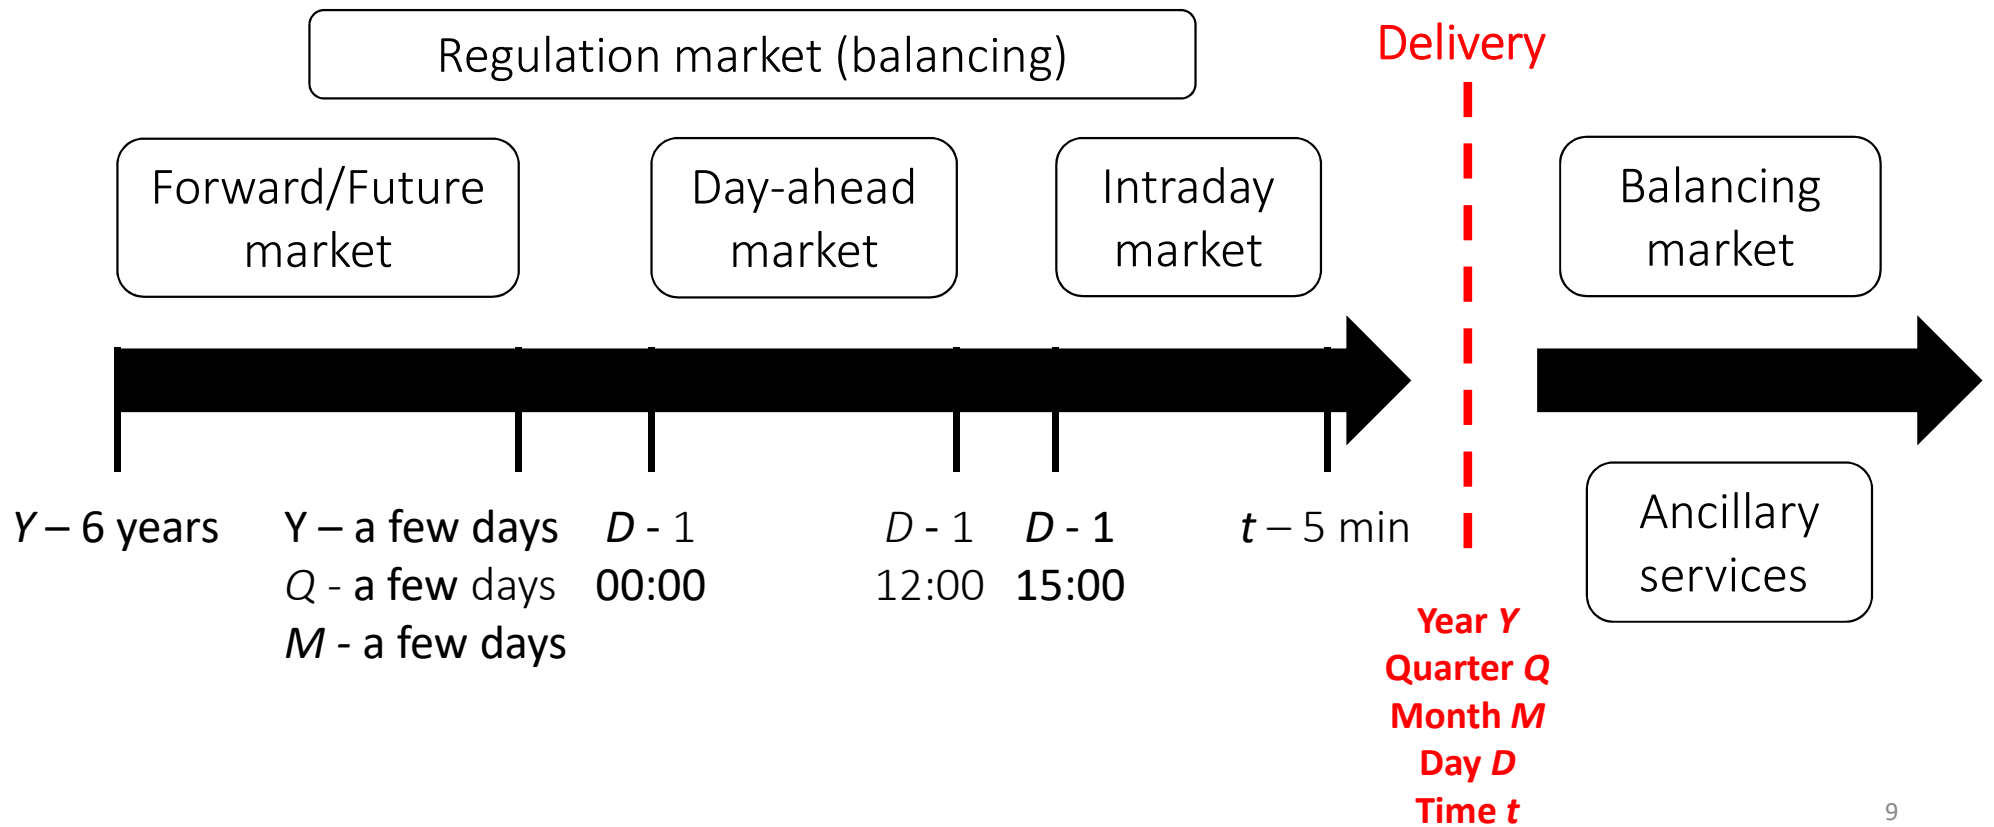 Regulation market (balancing)
Delivery
Forward/Future
market
Day-ahead
market
Intraday
market
Balancing
market
Y – 6 years
Y – a few days
Q - a few days
M - a few days
D - 1
00:00
D - 1
12:00
D - 1
15:00
t – 5 min
Ancillary
services
Year Y
Quarter Q
Month M
Day D
Time t
9